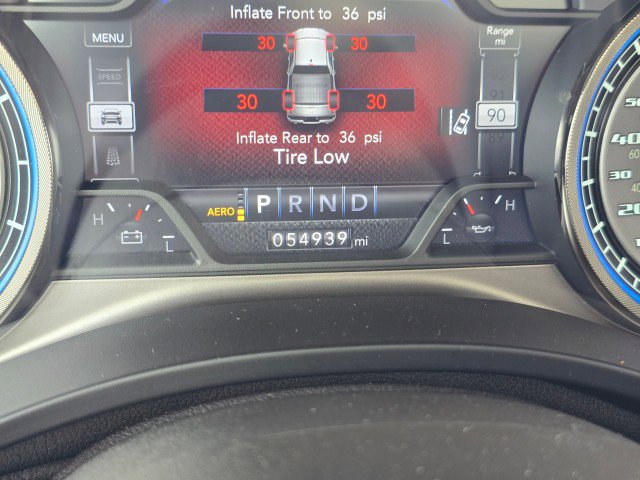 Inflate Front to 36 psi
MENU
Range
mi
30 30
SPEED
30 30
90
Inflate Rear to 36 psi
Tire Low
AERO P R N D
H L
054939 mi
L H